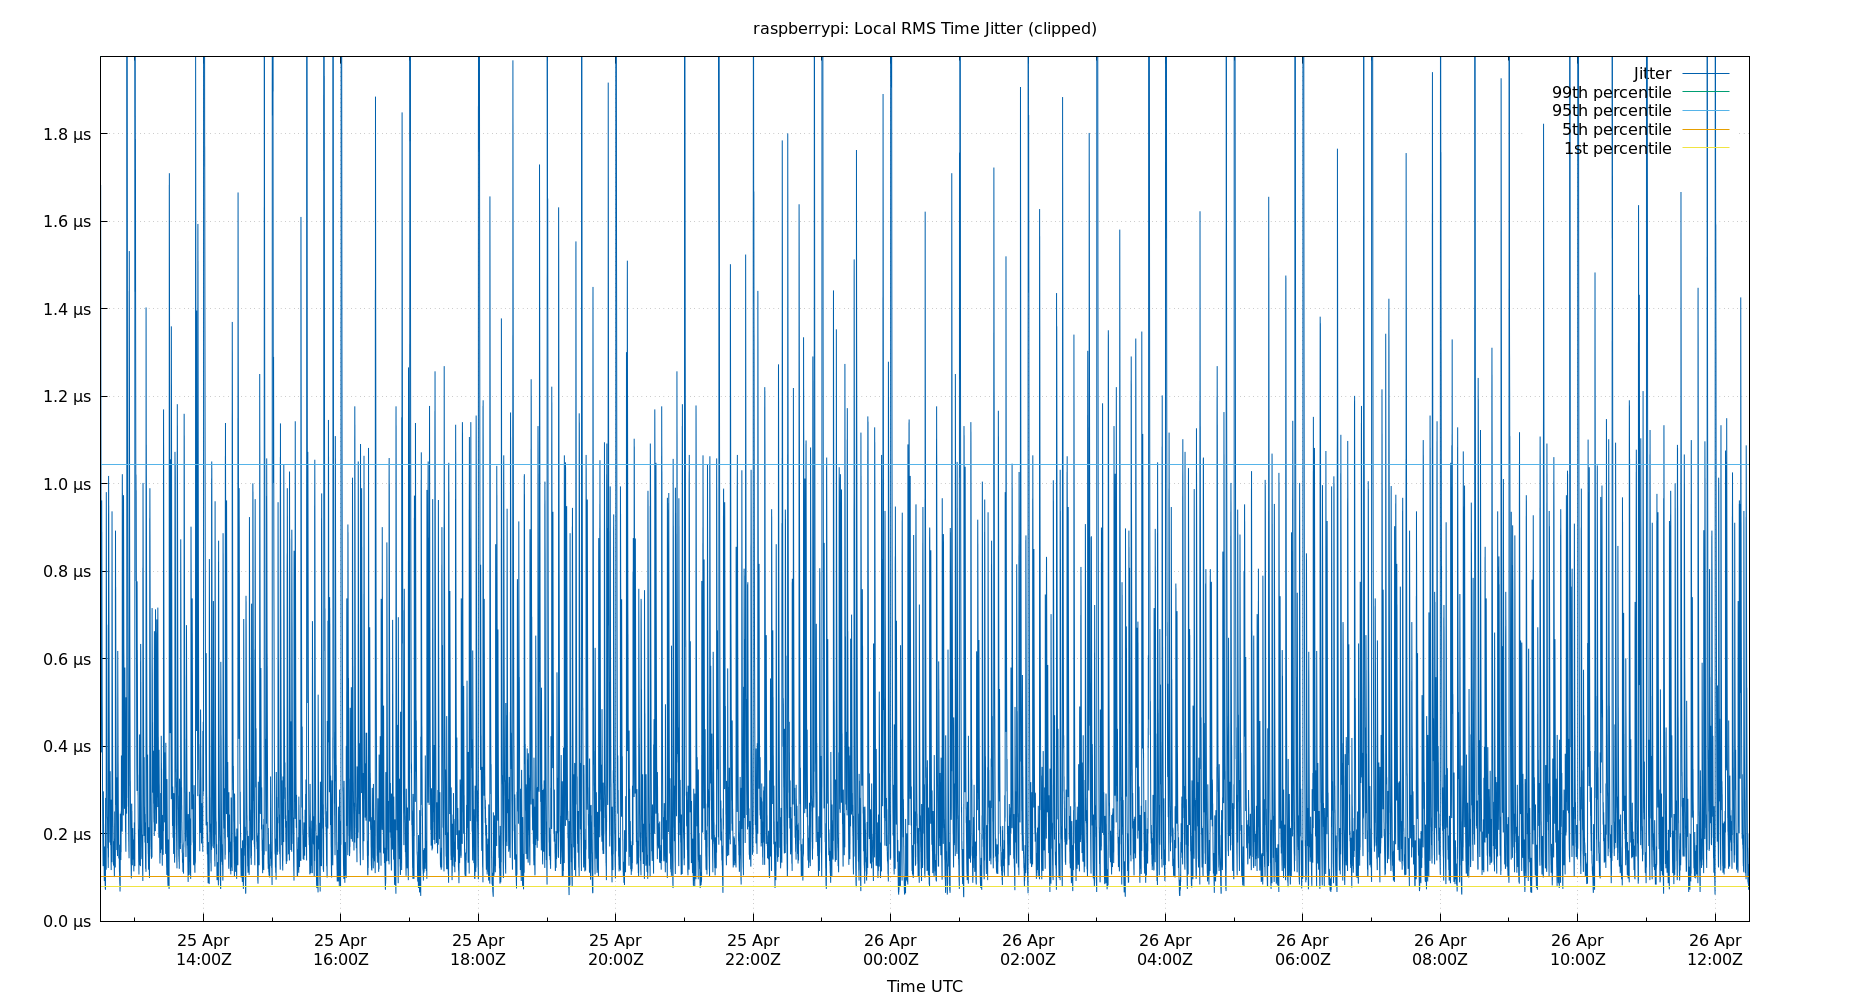 raspberrypi: Local RMS Time Jitter (clipped)
Jitter
99th percentile
95th percentile
5th percentile
1st percentile
1.8 µs
1.6 µs
1.4 µs
1.2 µs
1.0 µs
0.8 µs
0.6 µs
0.4 µs
0.2 µs
0.0 µs
25 Apr 25 Apr 25 Apr 25 Apr 25 Apr 26 Apr 26 Apr 26 Apr 26 Apr 26 Apr 26 Apr 26 Apr
14:00Z 16:00Z 18:00Z 20:00Z 22:00Z 00:00Z 02:00Z 04:00Z 06:00Z 08:00Z 10:00Z 12:00Z
Time UTC